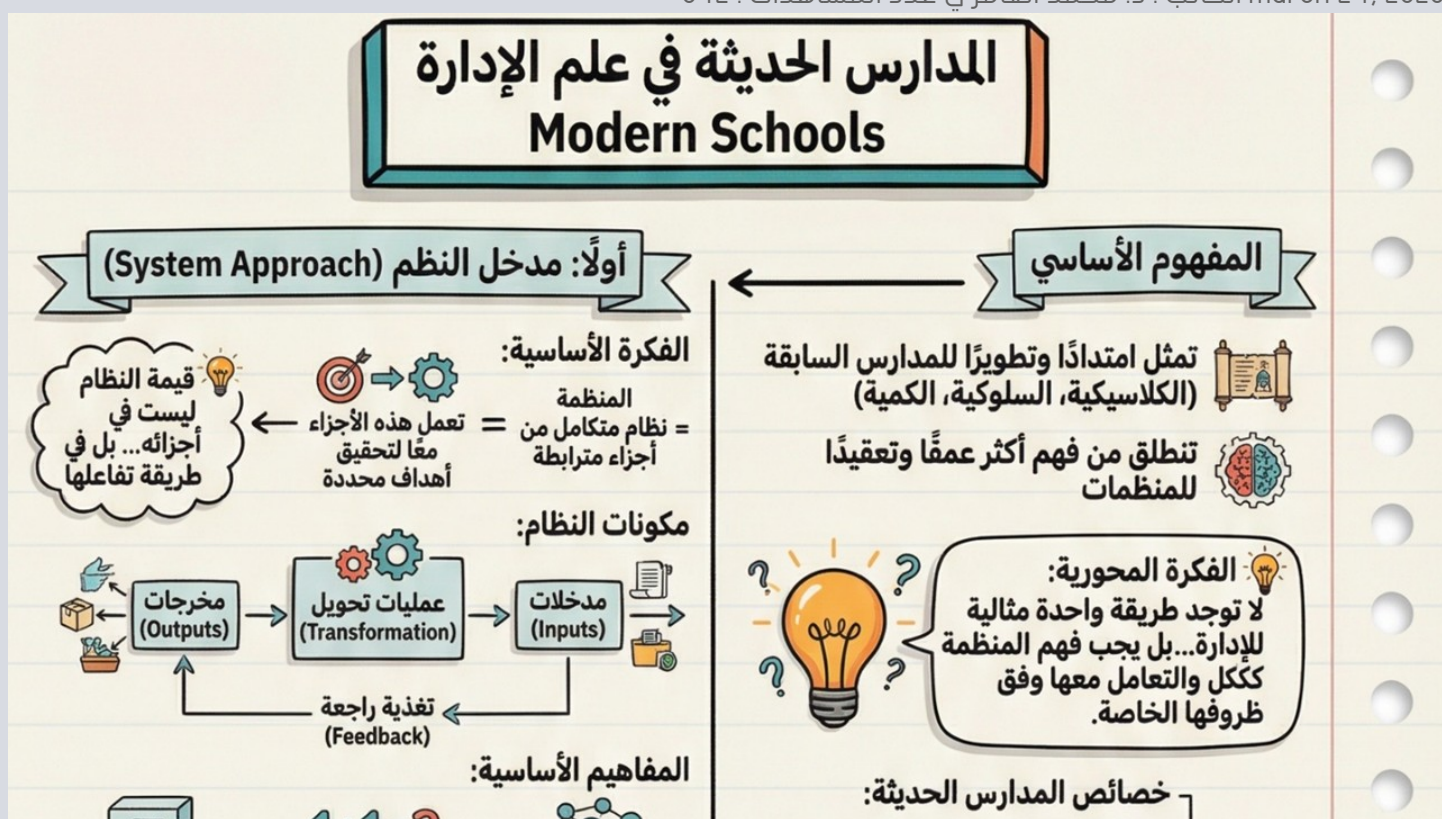 المدارس الحديثة في علم الإدارة
Modern Schools
المفهوم الأساسي
تمثل امتدادًا وتطويرًا للمدارس السابقة
(الكلاسيكية، السلوكية، الكمية)
تنطلق من فهم أكثر عمقًا وتعقيدًا
للمنظمات
الفكرة المحورية:
لا توجد طريقة واحدة مثالية
للإدارة...بل يجب فهم المنظمة
كككل والتعامل معها وفق
ظروفها الخاصة.
خصائص المدارس الحديثة:
أولًا: مدخل النظم (System Approach)
الفكرة الأساسية:
المنظمة
= نظام متكامل من
أجزاء مترابطة
=
تعمل هذه الأجزاء
معًا لتحقيق
أهداف محددة
قيمة النظام
ليست في
أجزائه... بل في
طريقة تفاعلها
مكونات النظام:
مدخلات
(Inputs)
عمليات تحويل
(Transformation)
مخرجات
(Outputs)
تغذية راجعة
(Feedback)
المفاهيم الأساسية: